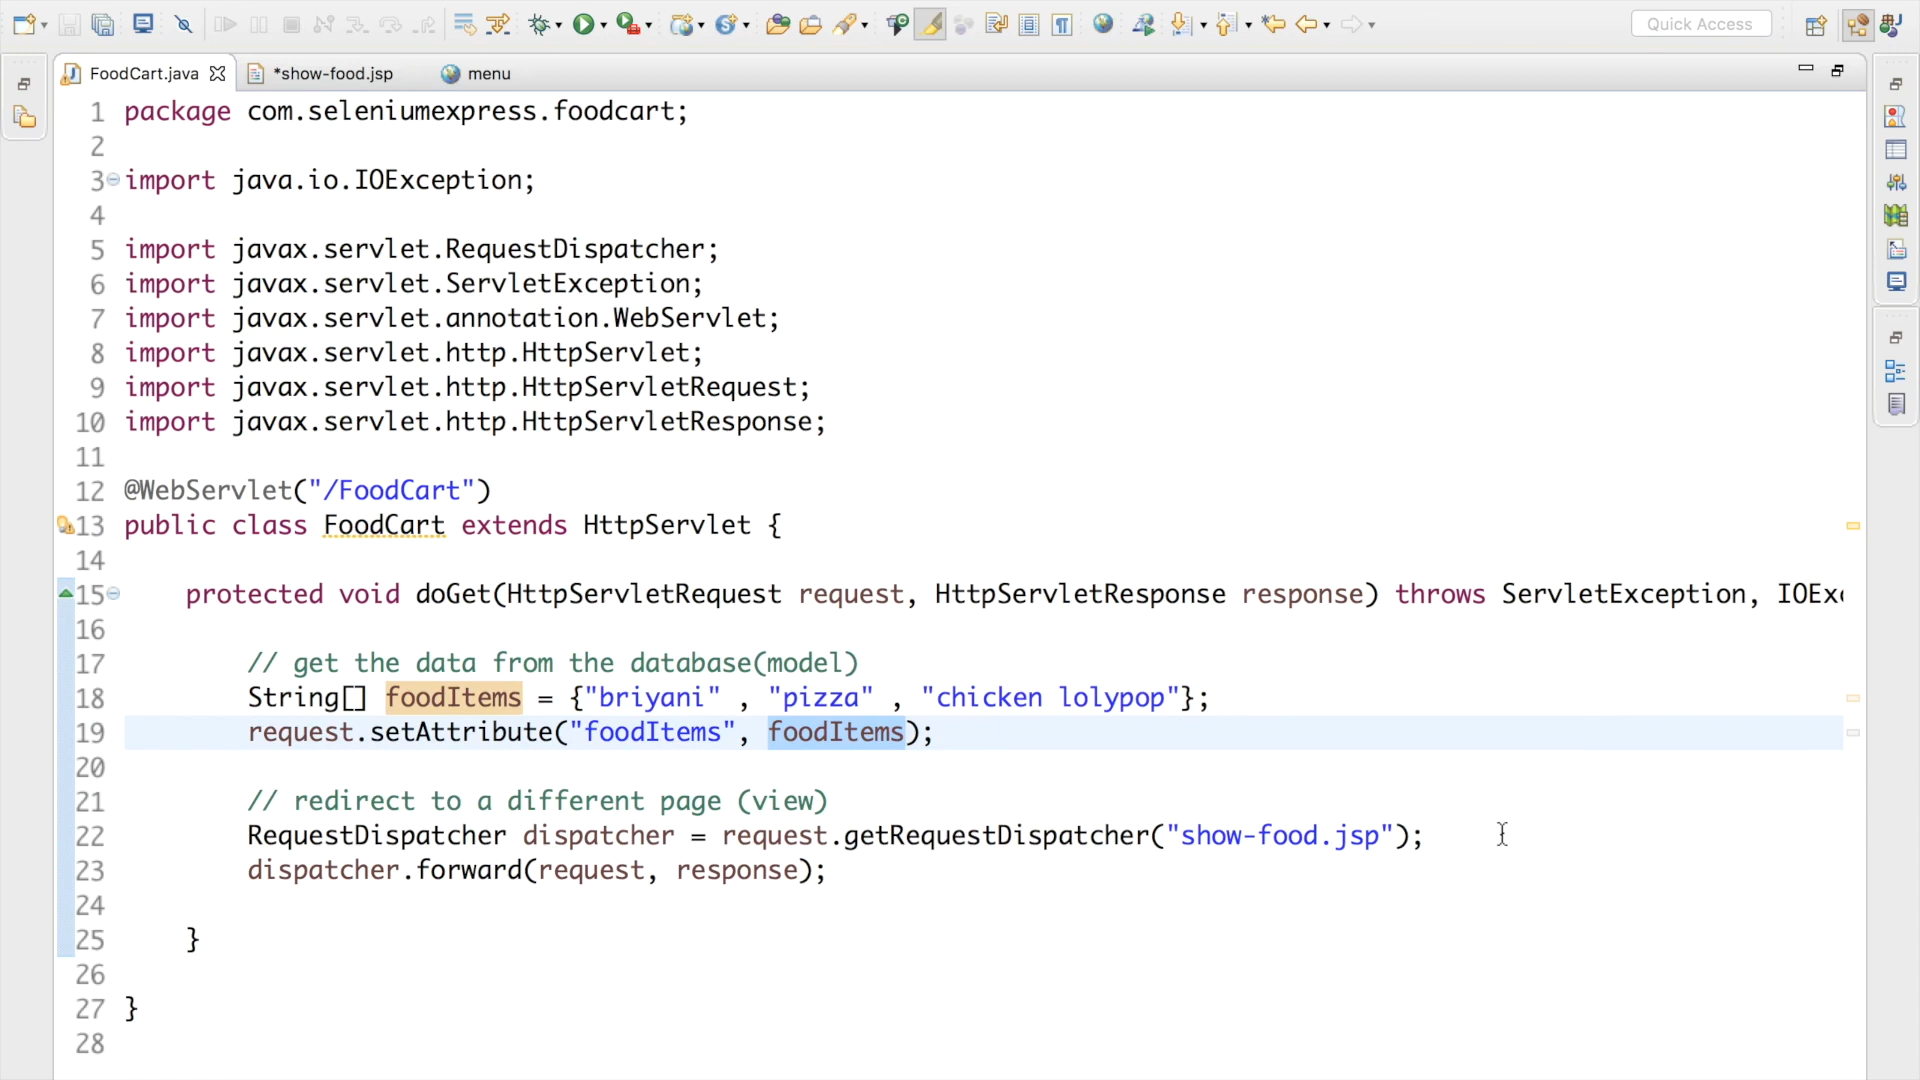 Quick Access
FoodCart.java *show-food.jsp menu
1 package com.seleniumexpress.foodcart;
2
3 import java.io.IOException;
4
5 import javax.servlet.RequestDispatcher;
6 import javax.servlet.ServletException;
7 import javax.servlet.annotation.WebServlet;
8 import javax.servlet.http.HttpServlet;
9 import javax.servlet.http.HttpServletRequest;
10 import javax.servlet.http.HttpServletResponse;
11
12 @WebServlet("/FoodCart")
13 public class FoodCart extends HttpServlet {
14
15 protected void doGet(HttpServletRequest request, HttpServletResponse response) throws ServletException, IOEx
16
17 // get the data from the database(model)
18 String[] foodItems = {"briyani" , "pizza" , "chicken lolypop"};
19 request.setAttribute("foodItems", foodItems);
20
21 // redirect to a different page (view)
22 RequestDispatcher dispatcher = request.getRequestDispatcher("show-food.jsp");
23 dispatcher.forward(request, response);
24
25 }
26
27 }
28